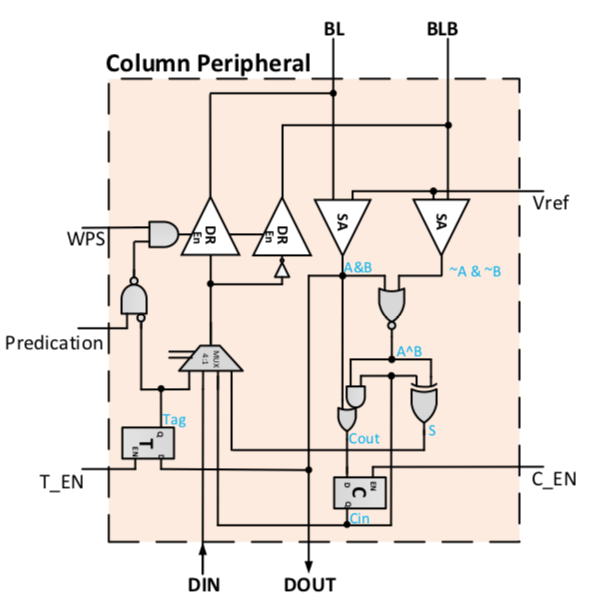 BL
BLB
Column Peripheral
Vref
WPS
DR
En
DR
En
SA
SA
A&B
~A & ~B
Predication
A^B
4:1
MUX
Tag
Cout
S
Q
T
EN
D
T_EN
C_EN
EN
C
D
Q
Cin
DIN
DOUT